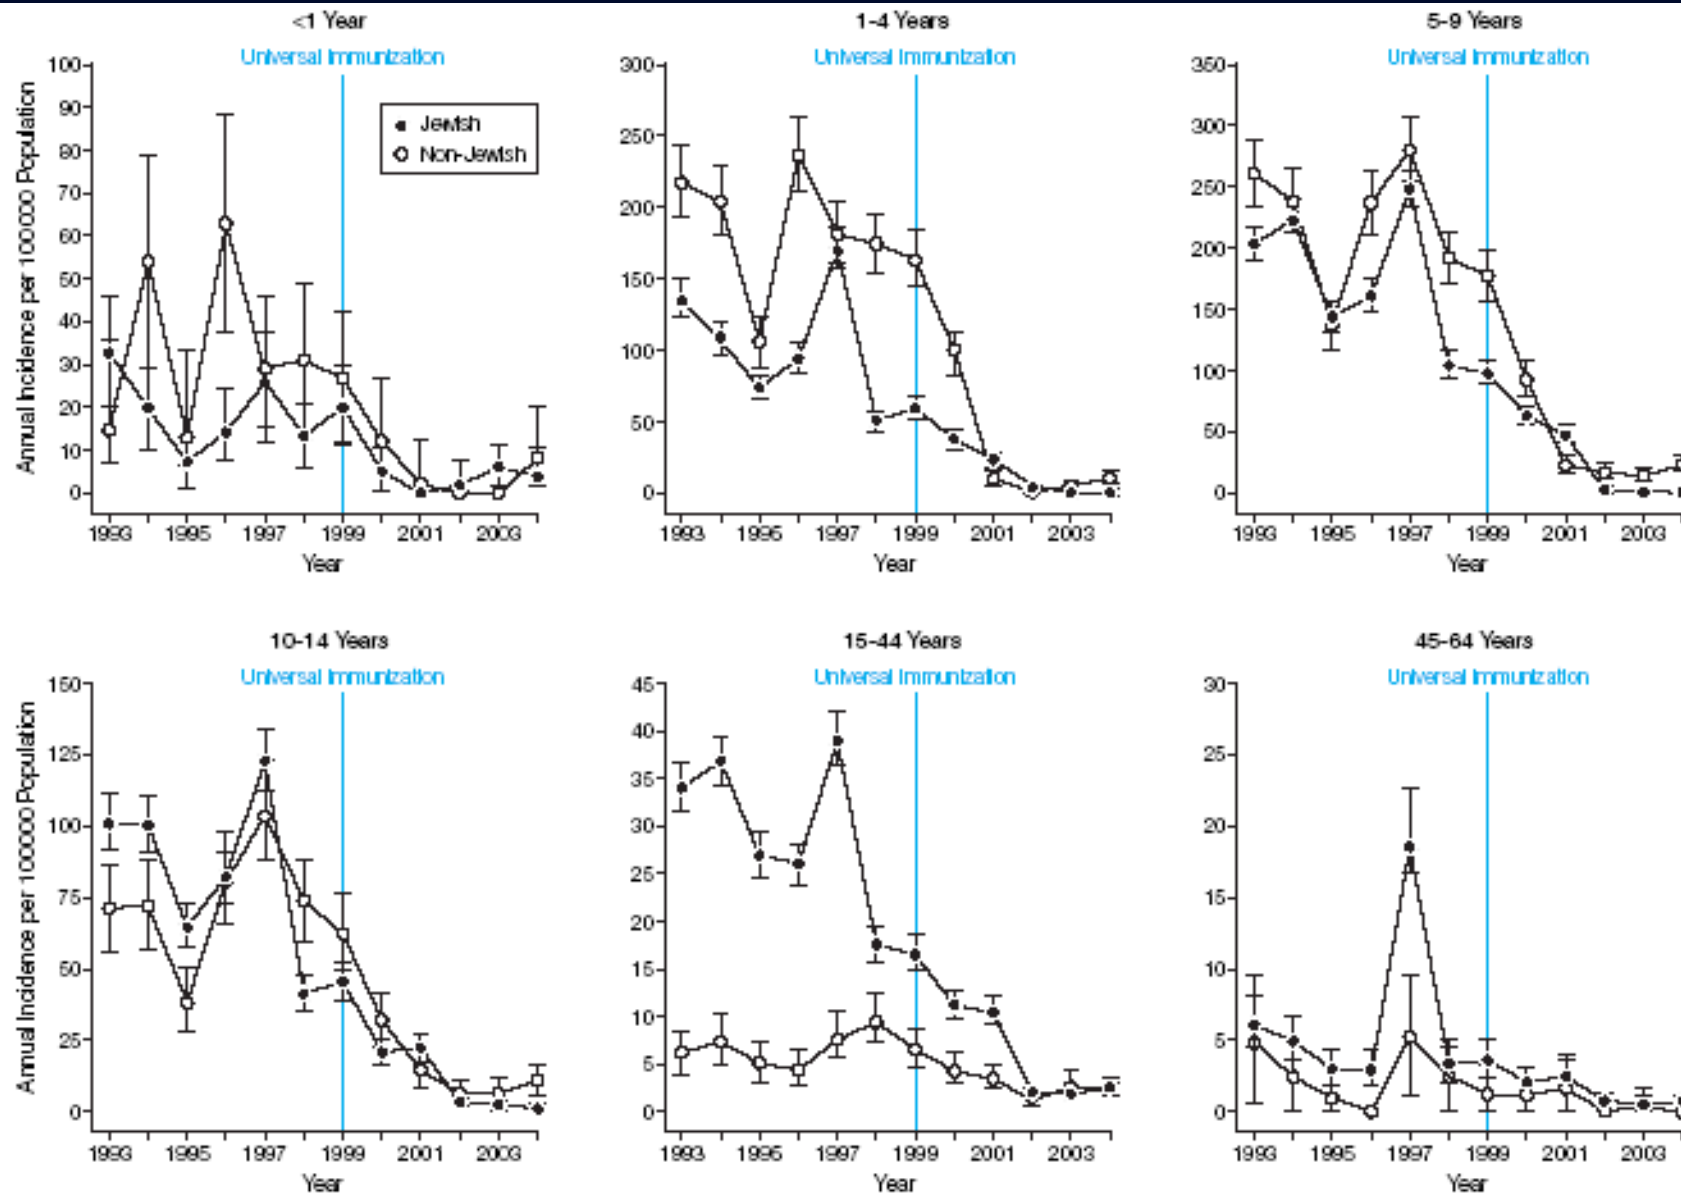 <1 Year
Universal Immunization
100
90
80
70
60
50
40
30
20
10
0
Annual Incidence per 100000 Population
Jewish
Non-Jewish
1993 1995 1997 1999 2001 2003
Year
1-4 Years
Universal Immunization
300
250
200
150
100
50
0
1993 1995 1997 1999 2001 2003
Year
5-9 Years
Universal Immunization
350
300
250
200
150
100
50
0
1993 1995 1997 1999 2001 2003
Year
10-14 Years
Universal Immunization
150
125
100
75
50
25
0
Annual Incidence per 100000 Population
1993 1995 1997 1999 2001 2003
Year
15-44 Years
Universal Immunization
45
40
35
30
25
20
15
10
5
0
1993 1995 1997 1999 2001 2003
Year
45-64 Years
Universal Immunization
30
25
20
15
10
5
0
1993 1995 1997 1999 2001 2003
Year